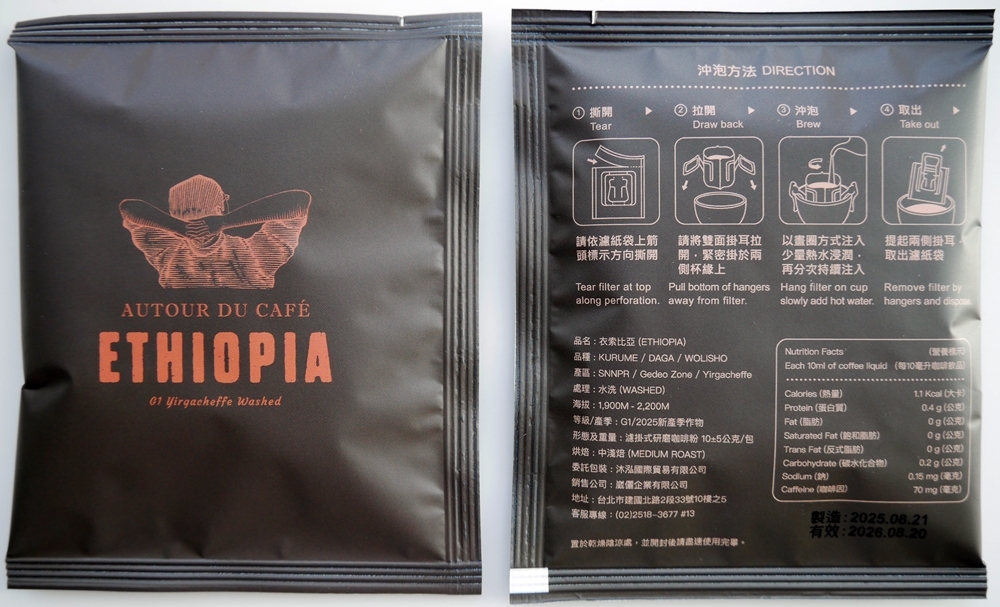 AUTOUR DU CAFÉ
ETHIOPIA
G1 Yirgacheffe Washed
沖泡方法 DIRECTION
① 撕開
Tear
② 拉開
Draw back
③ 沖泡
Brew
④ 取出
Take out
請依濾紙袋上箭
頭標示方向撕開
請將雙面掛耳拉
開，緊密掛於兩
側杯緣上
以畫圈方式注入
少量熱水浸潤，
再分次持續注入
提起兩側掛耳，
取出濾紙袋
Tear filter at top
along perforation.
Pull bottom of hangers
away from filter.
Hang filter on cup
slowly add hot water.
Remove filter by
hangers and dispose.
品名：衣索比亞 (ETHIOPIA)
品種：KURUME / DAGA / WOLISHO
產區：SNNPR / Gedeo Zone / Yirgacheffe
處理：水洗 (WASHED)
海拔：1,900M - 2,200M
等級/產季：G1/2025新產季作物
形態及重量：濾掛式研磨咖啡粉 10±5公克/包
烘焙：中淺焙 (MEDIUM ROAST)
委託包裝：沐泓國際貿易有限公司
銷售公司：崴儷企業有限公司
地址：台北市建國北路2段33號10樓之5
客服專線：(02)2518-3677 #13
置於乾燥陰涼處，並開封後請盡速使用完畢。
Nutrition Facts (營養標示)
Each 10ml of coffee liquid (每10毫升咖啡飲品)
Calories (熱量) 1.1 Kcal (大卡)
Protein (蛋白質) 0.4 g (公克)
Fat (脂肪) 0 g (公克)
Saturated Fat (飽和脂肪) 0 g (公克)
Trans Fat (反式脂肪) 0 g (公克)
Carbohydrate (碳水化合物) 0.2 g (公克)
Sodium (鈉) 0.15 mg (毫克)
Caffeine (咖啡因) 70 mg (毫克)
製造:2025.08.21
有效:2026.08.20